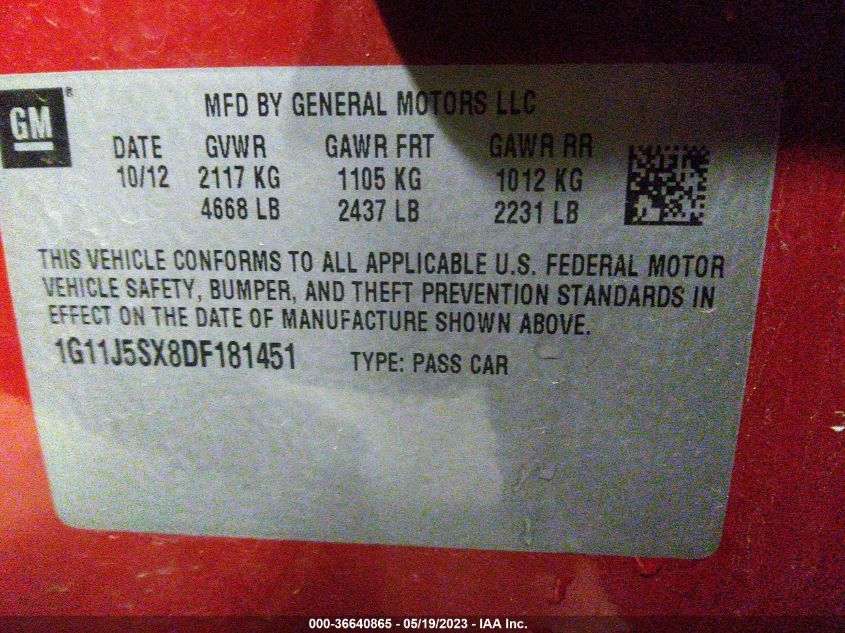 GM ®
MFD BY GENERAL MOTORS LLC
DATE GVWR GAWR FRT GAWR RR
10/12 2117 KG 1105 KG 1012 KG
4668 LB 2437 LB 2231 LB
THIS VEHICLE CONFORMS TO ALL APPLICABLE U.S. FEDERAL MOTOR
VEHICLE SAFETY, BUMPER, AND THEFT PREVENTION STANDARDS IN
EFFECT ON THE DATE OF MANUFACTURE SHOWN ABOVE.
1G11J5SX8DF181451 TYPE: PASS CAR
000-36640865 - 05/19/2023 - IAA Inc.